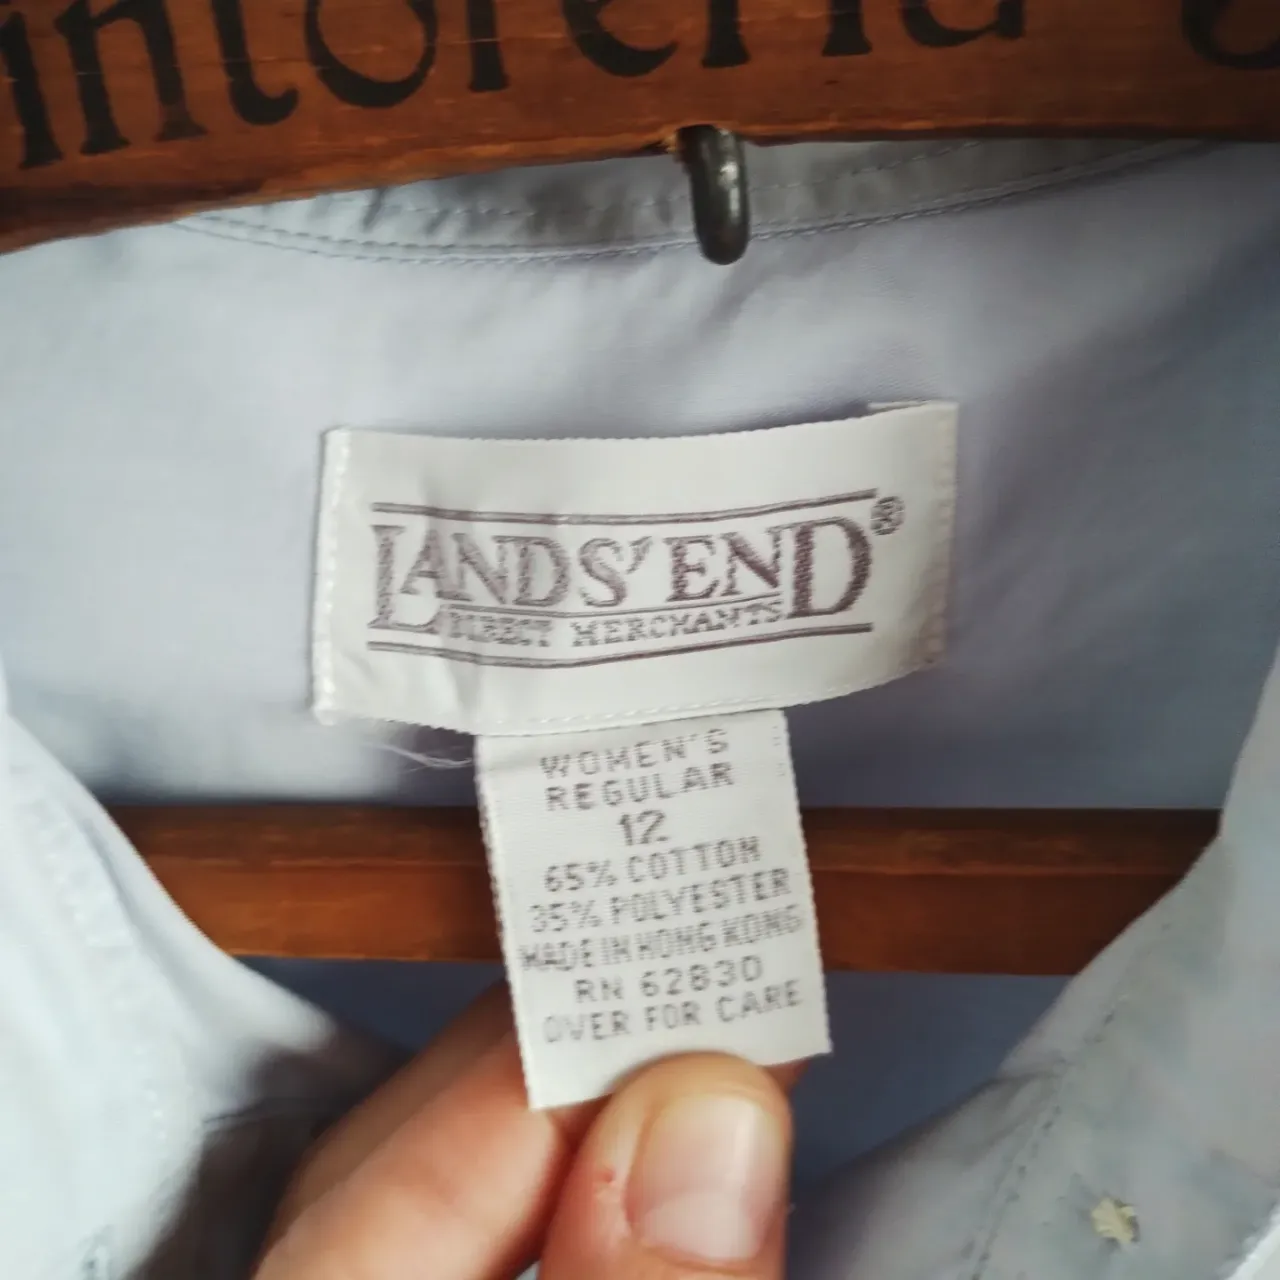 LANDS' END®
DIRECT MERCHANTS
WOMEN'S
REGULAR
12
65% COTTON
35% POLYESTER
MADE IN HONG KONG
RN 62830
OVER FOR CARE